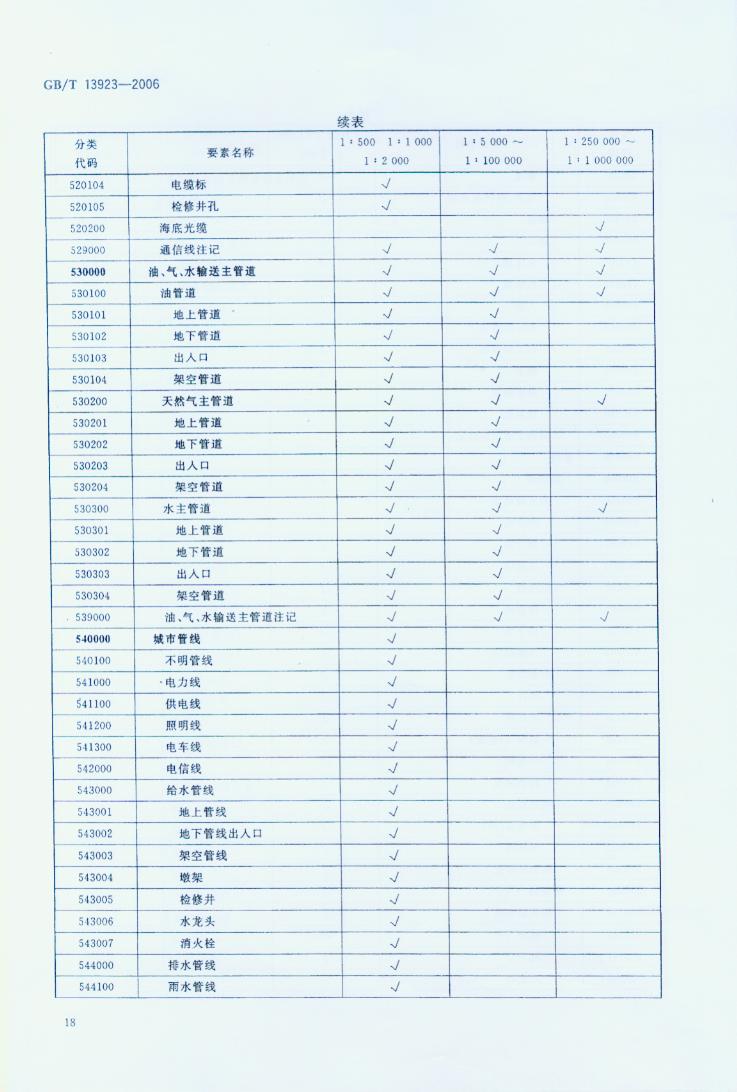 GB/T 13923—2006
续表
分类代码 要素名称 1:500 1:1 000 1:2 000 1:5 000～1:100 000 1:250 000～1:1 000 000
520104 电缆标 √
520105 检修井孔 √
520200 海底光缆 √
529000 通信线注记 √ √ √
530000 油、气、水输送主管道 √ √ √
530100 油管道 √ √ √
530101 地上管道 √ √
530102 地下管道 √ √
530103 出入口 √ √
530104 架空管道 √ √
530200 天然气主管道 √ √ √
530201 地上管道 √ √
530202 地下管道 √ √
530203 出入口 √ √
530204 架空管道 √ √
530300 水主管道 √ √ √
530301 地上管道 √ √
530302 地下管道 √ √
530303 出入口 √ √
530304 架空管道 √ √
539000 油、气、水输送主管道注记 √ √ √
540000 城市管线 √
540100 不明管线 √
541000 电力线 √
541100 供电线 √
541200 照明线 √
541300 电车线 √
542000 电信线 √
543000 给水管线 √
543001 地上管线 √
543002 地下管线出入口 √
543003 架空管线 √
543004 墩架 √
543005 检修井 √
543006 水龙头 √
543007 消火栓 √
544000 排水管线 √
544100 雨水管线 √
18